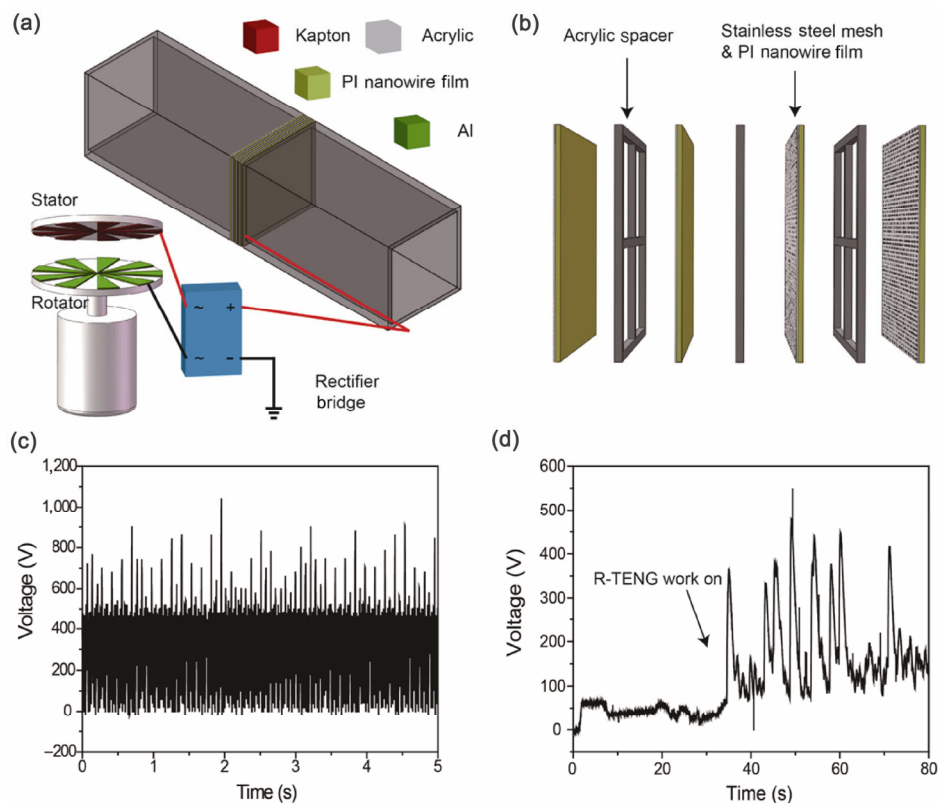 (a)
Kapton
Acrylic
PI nanowire film
Al
Stator
Rotator
~ +
~ −
Rectifier
bridge
(b)
Acrylic spacer
Stainless steel mesh
& PI nanowire film
(c)
1,200
1,000
800
600
400
200
0
−200
Voltage (V)
0 1 2 3 4 5
Time (s)
(d)
600
500
400
300
200
100
0
Voltage (V)
R-TENG work on
0 20 40 60 80
Time (s)